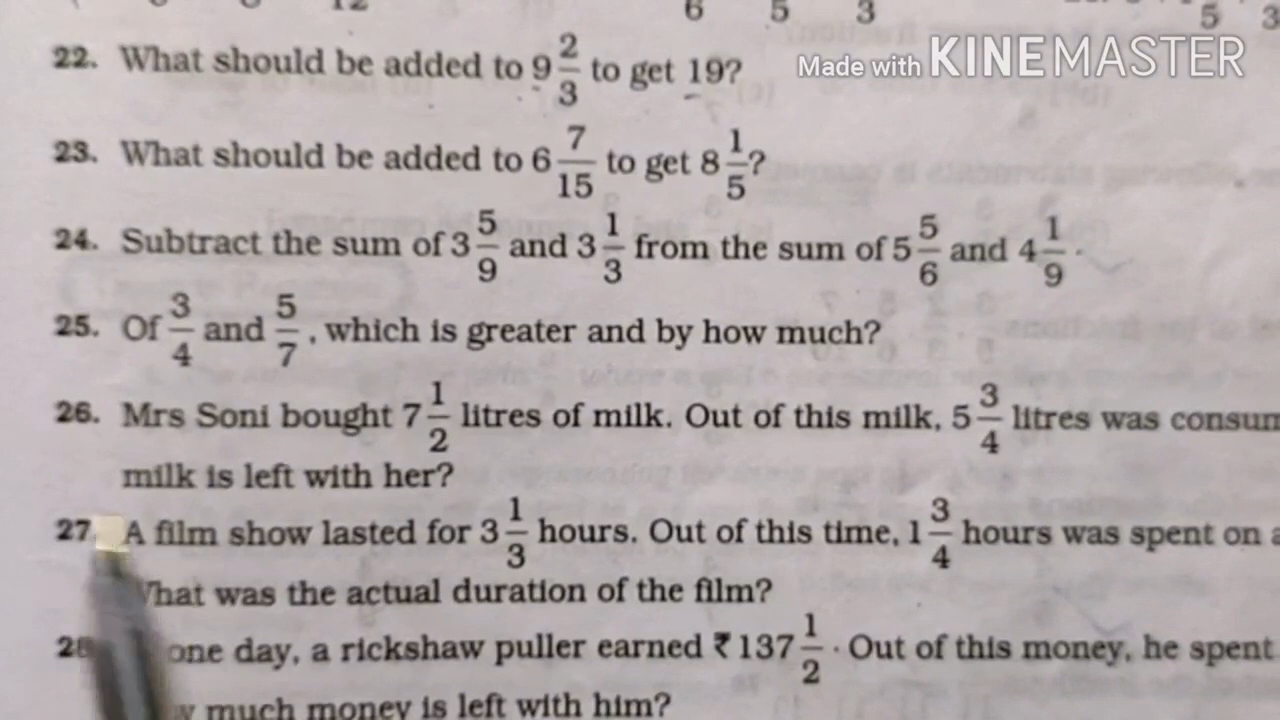 12 6 5 3 5 3
Made with KINEMASTER
22. What should be added to 9 2/3 to get 19?
23. What should be added to 6 7/15 to get 8 1/5?
24. Subtract the sum of 3 5/9 and 3 1/3 from the sum of 5 5/6 and 4 1/9.
25. Of 3/4 and 5/7, which is greater and by how much?
26. Mrs Soni bought 7 1/2 litres of milk. Out of this milk, 5 3/4 litres was consum
milk is left with her?
27. A film show lasted for 3 1/3 hours. Out of this time, 1 3/4 hours was spent on a
What was the actual duration of the film?
one day, a rickshaw puller earned ₹ 137 1/2. Out of this money, he spent
much money is left with him?